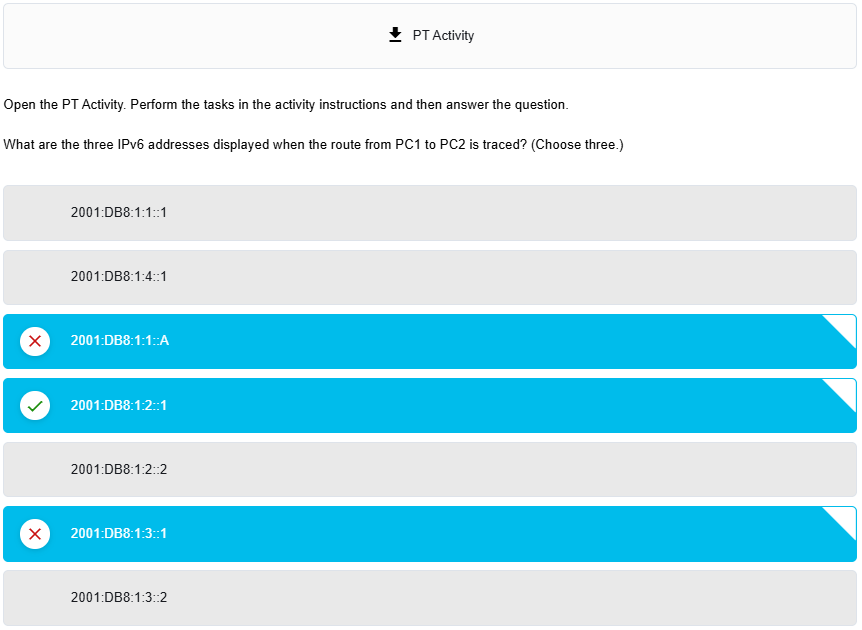 PT Activity
Open the PT Activity. Perform the tasks in the activity instructions and then answer the question.
What are the three IPv6 addresses displayed when the route from PC1 to PC2 is traced? (Choose three.)
2001:DB8:1:1::1
2001:DB8:1:4::1
2001:DB8:1:1::A
2001:DB8:1:2::1
2001:DB8:1:2::2
2001:DB8:1:3::1
2001:DB8:1:3::2